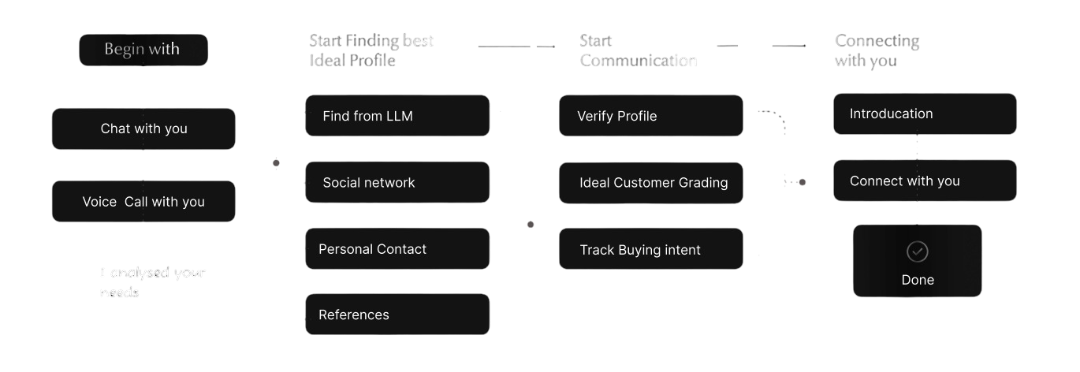 Begin with
Chat with you
Voice Call with you
I analysed your
needs
Start Finding best
Ideal Profile
Find from LLM
Social network
Personal Contact
References
Start
Communication
Verify Profile
Ideal Customer Grading
Track Buying intent
Connecting
with you
Introducation
Connect with you
Done